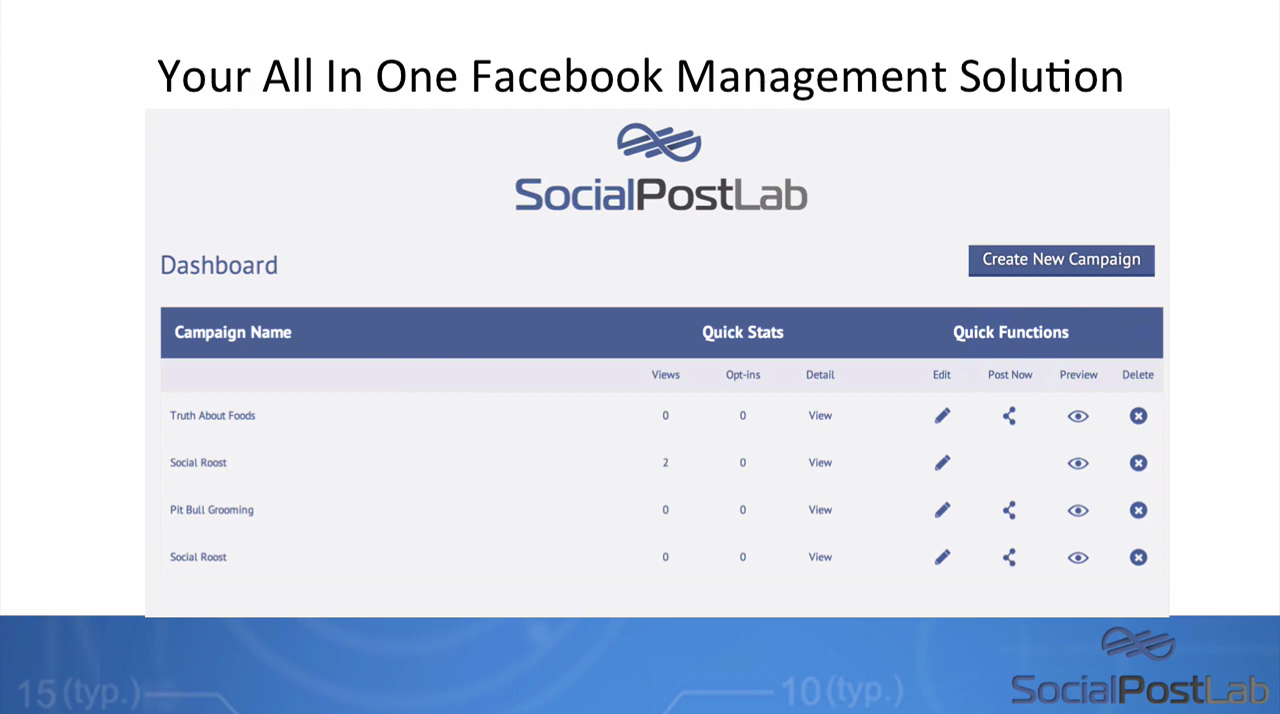 Your All In One Facebook Management Solution
SocialPostLab
Dashboard
Create New Campaign
Campaign Name Quick Stats Quick Functions
Views Opt-ins Detail Edit Post Now Preview Delete
Truth About Foods 0 0 View
Social Roost 2 0 View
Pit Bull Grooming 0 0 View
Social Roost 0 0 View
15 (typ.) 10 (typ.) SocialPostLab